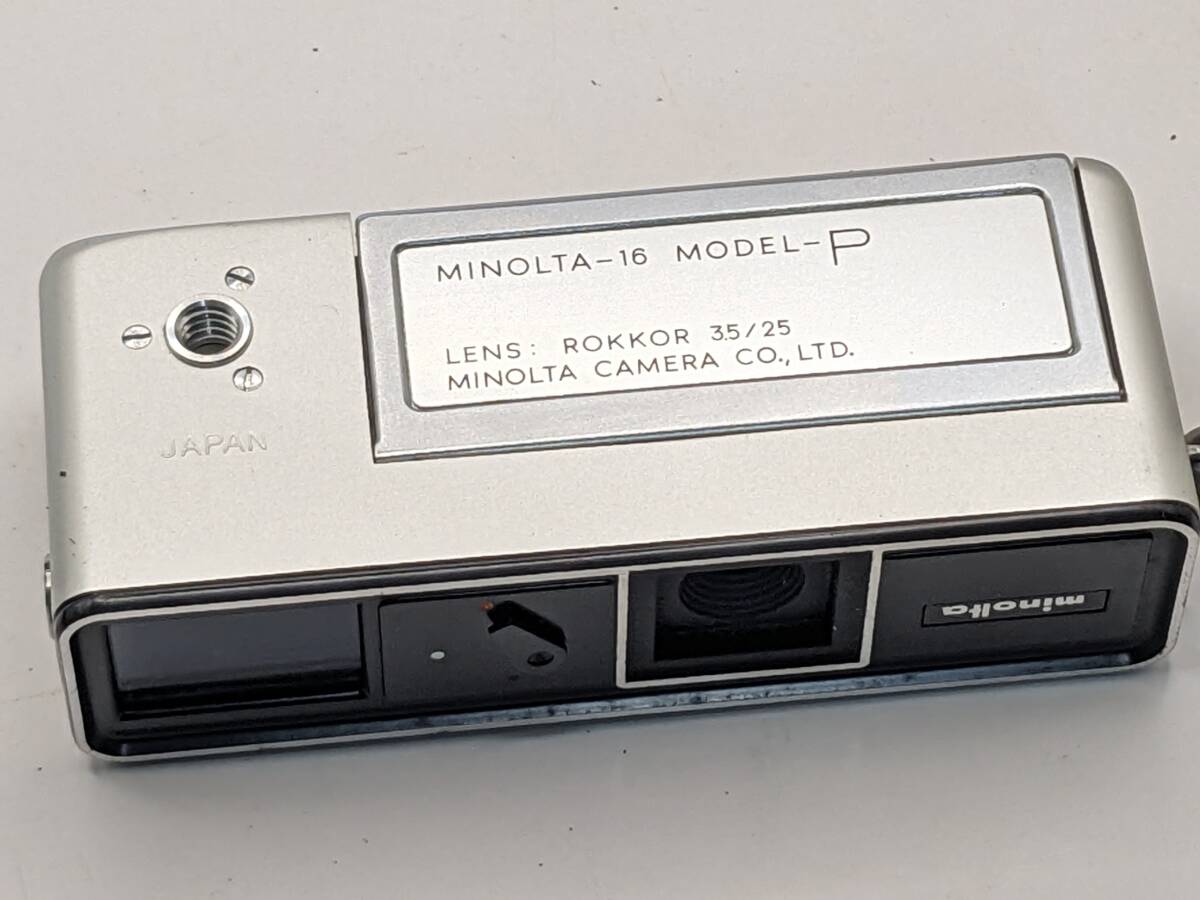 MINOLTA-16 MODEL-P
LENS: ROKKOR 3.5/25
MINOLTA CAMERA CO., LTD.
JAPAN
minolta